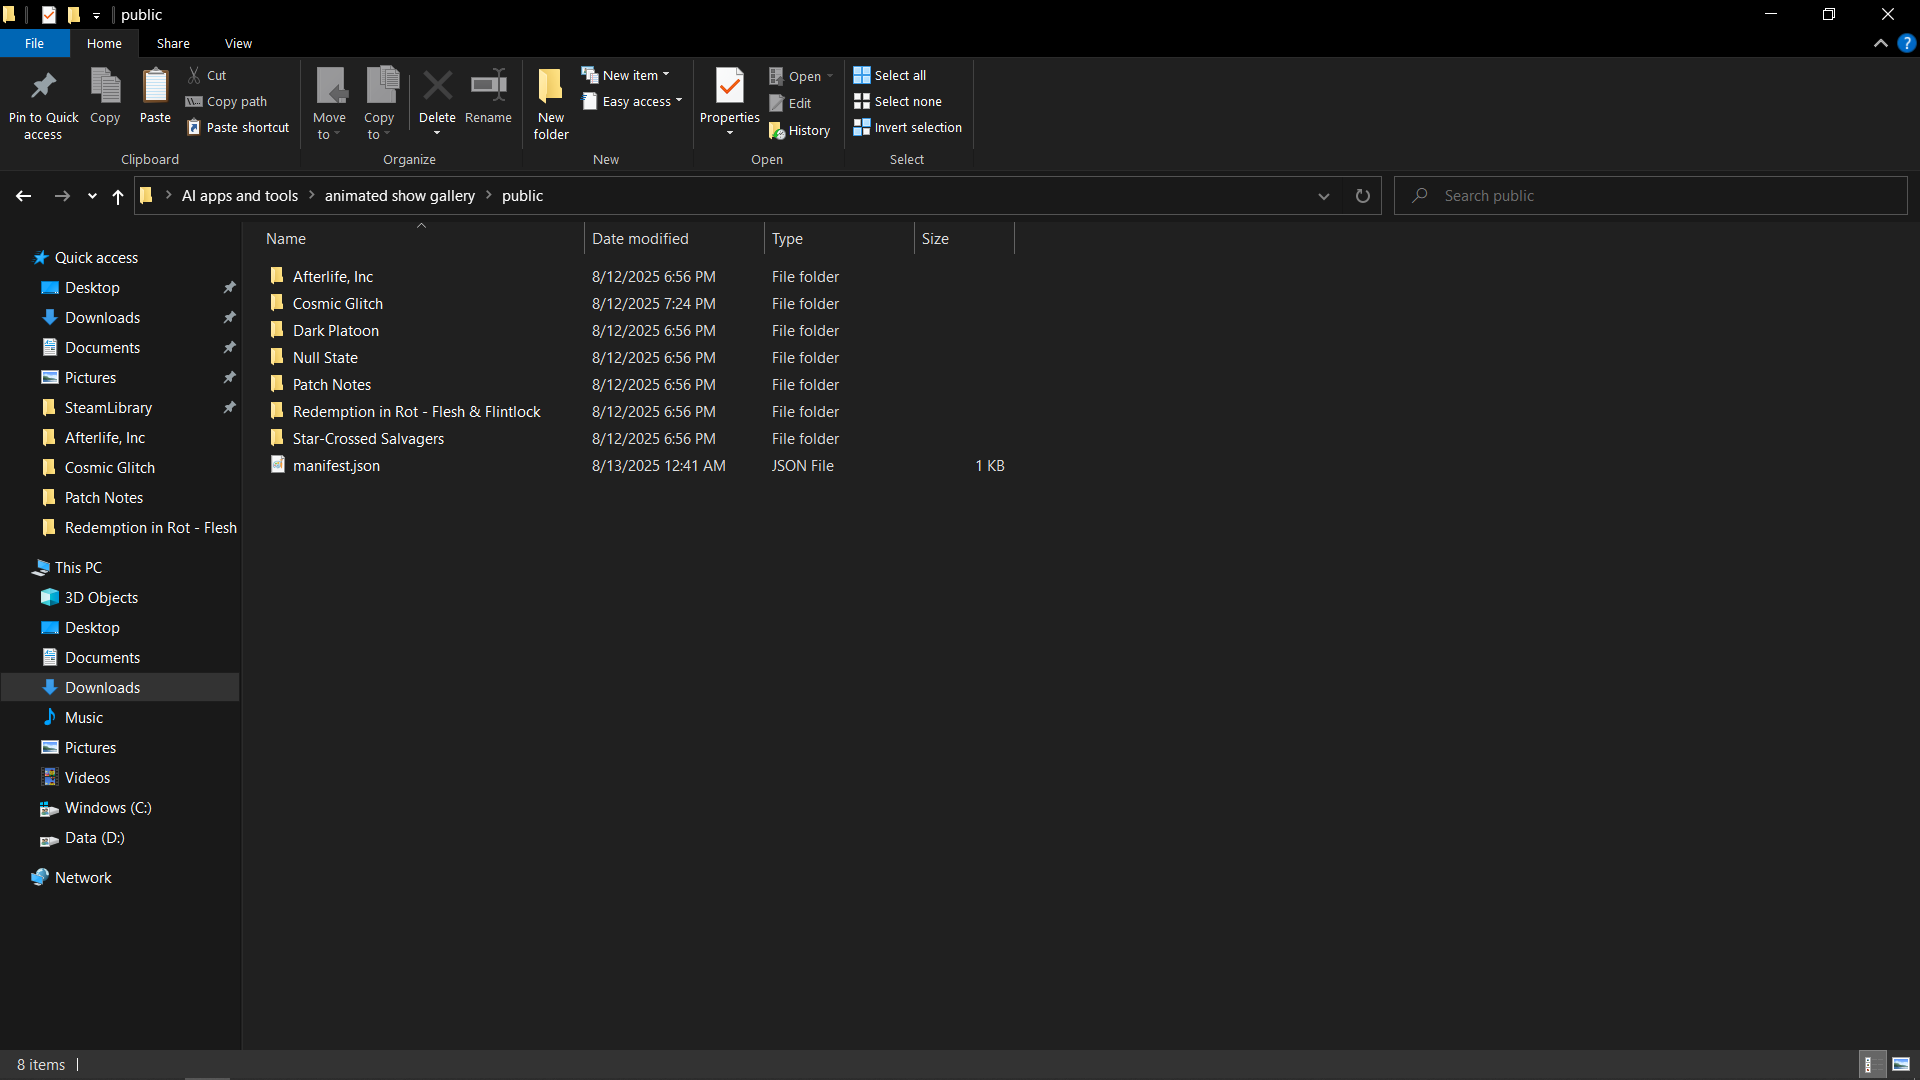 public
File
Home
Share
View
Pin to Quick access
Copy
Paste
Cut
Copy path
Paste shortcut
Clipboard
Move to
Copy to
Delete
Rename
Organize
New folder
New item
Easy access
New
Properties
Open
Edit
History
Open
Select all
Select none
Invert selection
Select
AI apps and tools > animated show gallery > public
Search public
Name Date modified Type Size
Afterlife, Inc 8/12/2025 6:56 PM File folder
Cosmic Glitch 8/12/2025 7:24 PM File folder
Dark Platoon 8/12/2025 6:56 PM File folder
Null State 8/12/2025 6:56 PM File folder
Patch Notes 8/12/2025 6:56 PM File folder
Redemption in Rot - Flesh & Flintlock 8/12/2025 6:56 PM File folder
Star-Crossed Salvagers 8/12/2025 6:56 PM File folder
manifest.json 8/13/2025 12:41 AM JSON File 1 KB
Quick access
Desktop
Downloads
Documents
Pictures
SteamLibrary
Afterlife, Inc
Cosmic Glitch
Patch Notes
Redemption in Rot - Flesh
This PC
3D Objects
Desktop
Documents
Downloads
Music
Pictures
Videos
Windows (C:)
Data (D:)
Network
8 items